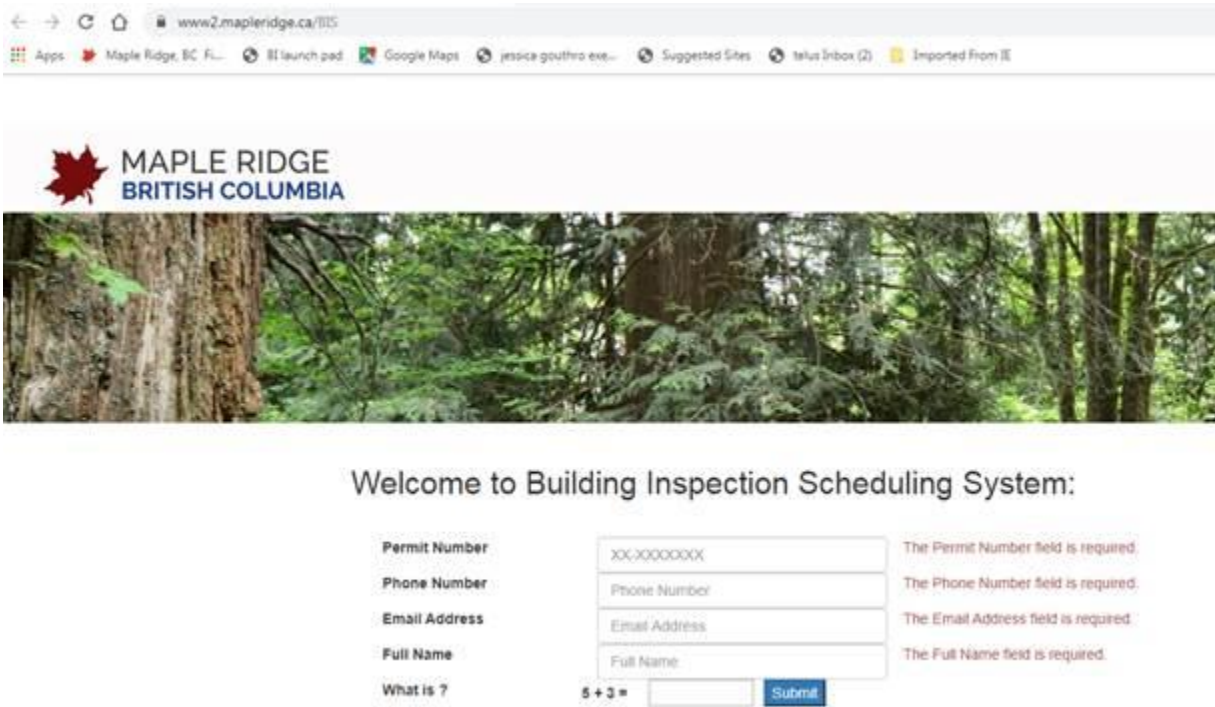 www2.mapleridge.ca/BIS
Apps Maple Ridge, BC Fi... BI launch pad Google Maps jessica gouthro exe... Suggested Sites telus Inbox (2) Imported From IE
MAPLE RIDGE
BRITISH COLUMBIA
Welcome to Building Inspection Scheduling System:
Permit Number XX-XXXXXXX The Permit Number field is required.
Phone Number Phone Number The Phone Number field is required.
Email Address Email Address The Email Address field is required.
Full Name Full Name The Full Name field is required.
What is ? 5 + 3 = Submit